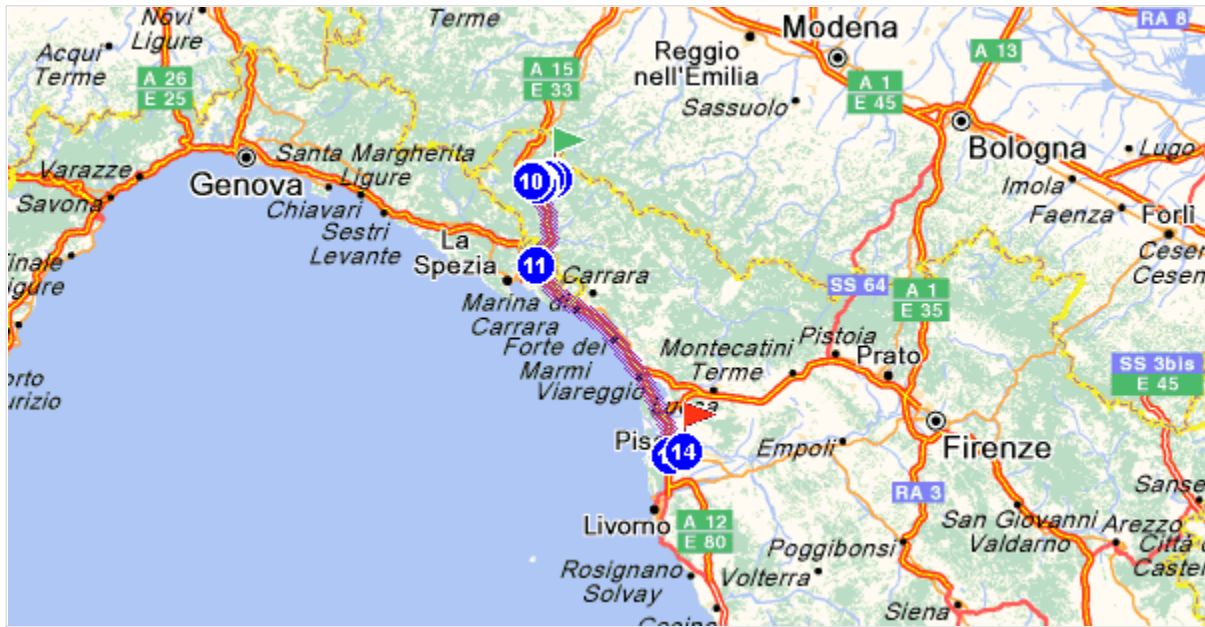 Novi
Ligure
Terme
Modena
RA 8
Acqui
Terme
Reggio
nell'Emilia
A 13
A 26
E 25
A 15
E 33
A 1
E 45
Sassuolo
Bologna
Lugo
Santa Margherita
Ligure
Varazze
Genova
Imola
Savona
Chiavari
10
Faenza
Forlì
Sestri
Levante
La
Spezia
11
Carrara
SS 64
A 1
E 35
Marina di
Carrara
Pistoia
Forte dei
Marmi
Montecatini
Terme
Prato
SS 3bis
E 45
Viareggio
14
Empoli
Firenze
RA 3
Livorno
A 12
E 80
San Giovanni
Valdarno
Arezzo
Poggibonsi
Rosignano
Solvay
Volterra
Siena